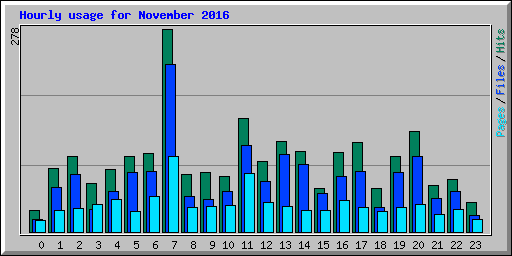 Hourly usage for November 2016
278
Pages/Files/Hits
0 1 2 3 4 5 6 7 8 9 10 11 12 13 14 15 16 17 18 19 20 21 22 23